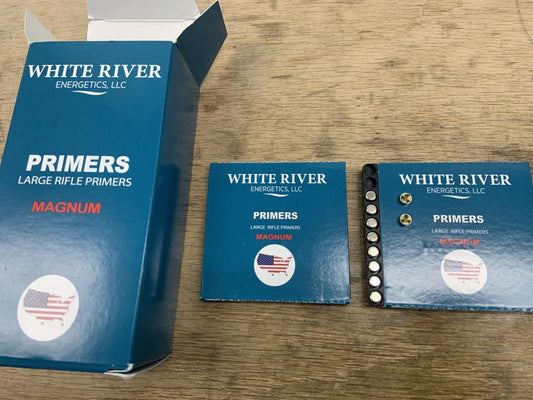 WHITE RIVER
ENERGETICS, LLC
PRIMERS
LARGE RIFLE PRIMERS
MAGNUM
WHITE RIVER
ENERGETICS, LLC
PRIMERS
LARGE RIFLE PRIMERS
MAGNUM
WHITE RIVER
ENERGETICS, LLC
PRIMERS
LARGE RIFLE PRIMERS
MAGNUM